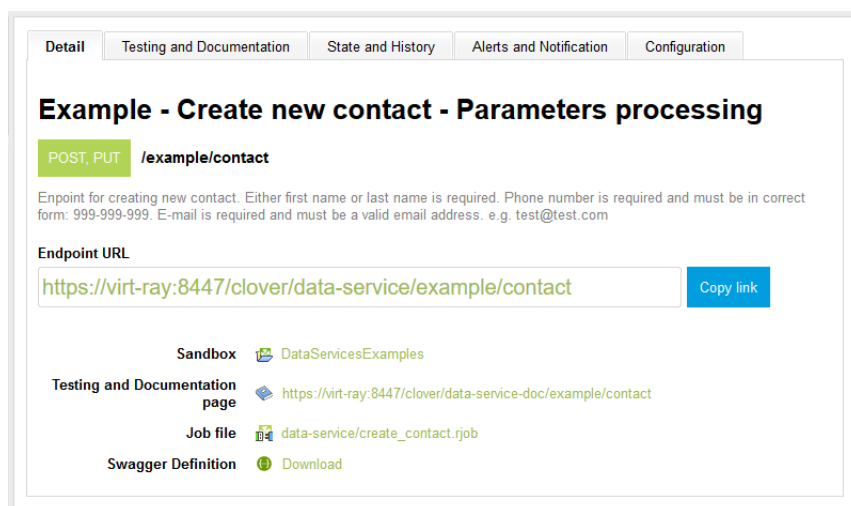 Detail Testing and Documentation State and History Alerts and Notification Configuration
Example - Create new contact - Parameters processing
POST, PUT /example/contact
Enpoint for creating new contact. Either first name or last name is required. Phone number is required and must be in correct
form: 999-999-999. E-mail is required and must be a valid email address. e.g. test@test.com
Endpoint URL
https://virt-ray:8447/clover/data-service/example/contact Copy link
Sandbox DataServicesExamples
Testing and Documentation
page https://virt-ray:8447/clover/data-service-doc/example/contact
Job file data-service/create_contact.rjob
Swagger Definition Download